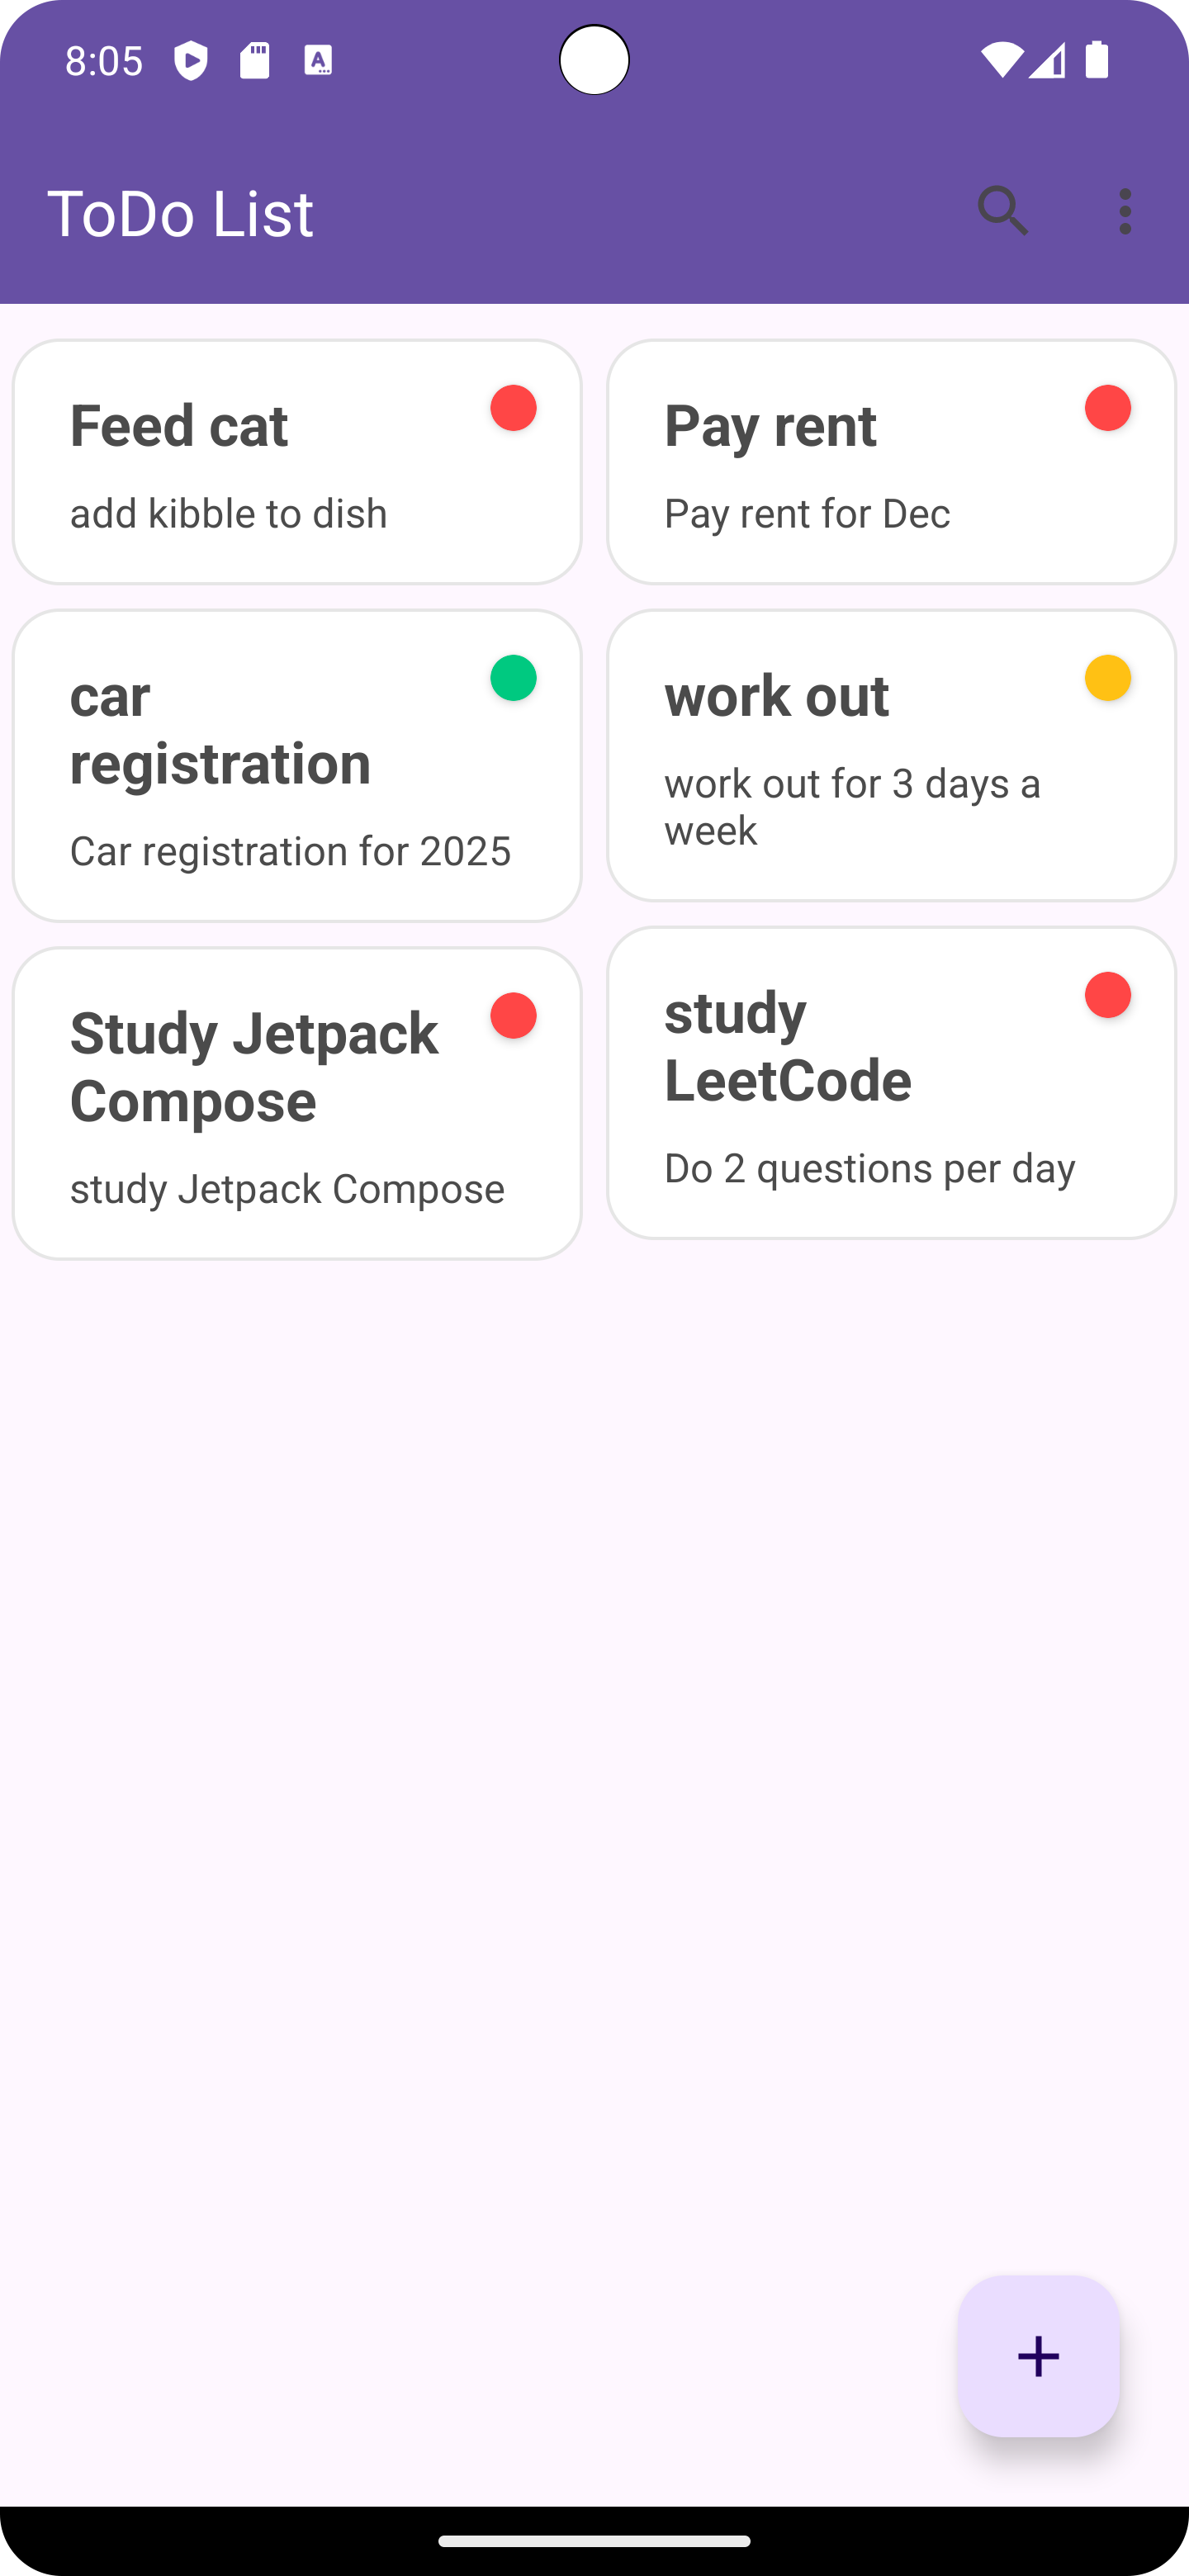 8:05
ToDo List
Feed cat
add kibble to dish
Pay rent
Pay rent for Dec
car
registration
Car registration for 2025
work out
work out for 3 days a
week
Study Jetpack
Compose
study Jetpack Compose
study
LeetCode
Do 2 questions per day